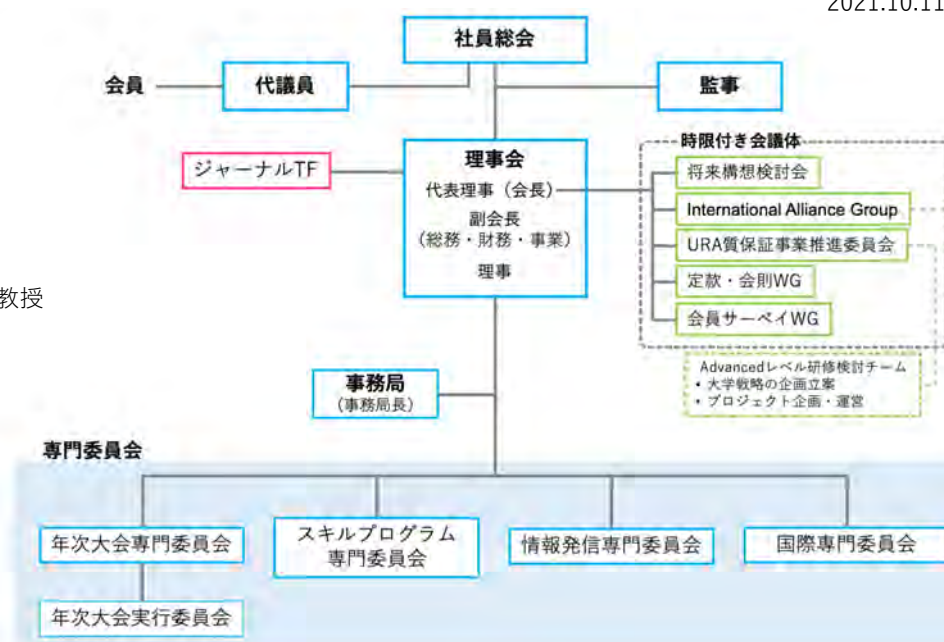 2021.10.11
社員総会
会員
代議員
監事
ジャーナルTF
理事会
代表理事（会長）
副会長
（総務・財務・事業）
理事
時限付き会議体
将来構想検討会
International Alliance Group
URA質保証事業推進委員会
定款・会則WG
会員サーベイWG
教授
Advancedレベル研修検討チーム
• 大学戦略の企画立案
• プロジェクト企画・運営
事務局
（事務局長）
専門委員会
年次大会専門委員会
スキルプログラム
専門委員会
情報発信専門委員会
国際専門委員会
年次大会実行委員会